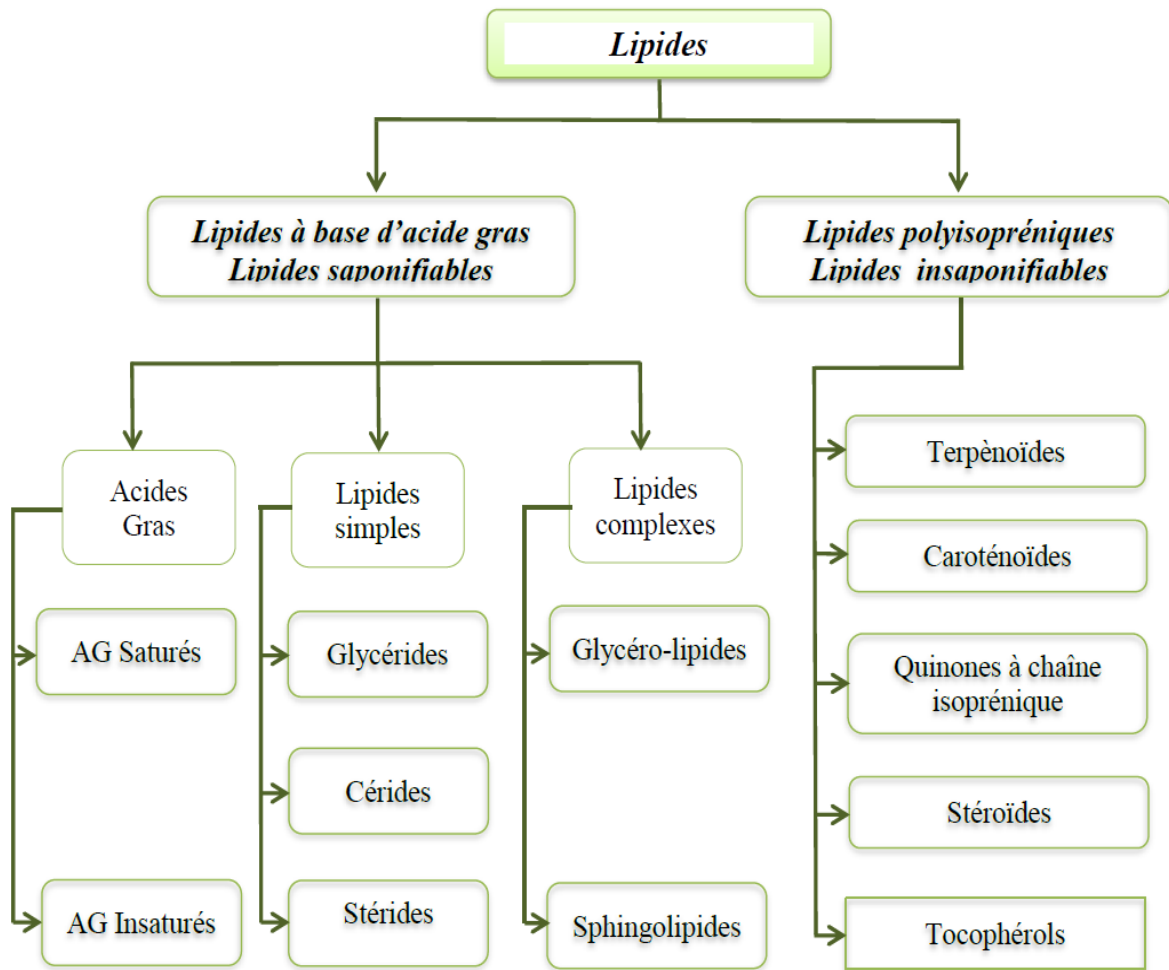 Lipides
Lipides à base d’acide gras
Lipides saponifiables
Lipides polyisopréniques
Lipides insaponifiables
Acides
Gras
Lipides
simples
Lipides
complexes
Terpènoïdes
Caroténoïdes
AG Saturés
Glycérides
Glycéro-lipides
Quinones à chaîne
isoprénique
Cérides
Stéroïdes
AG Insaturés
Stérides
Sphingolipides
Tocophérols